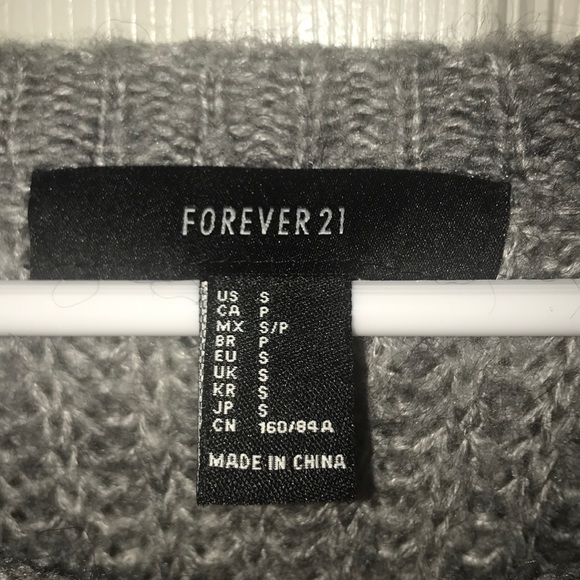 FOREVER 21
US S
CA P
MX S/P
BR P
EU S
UK S
KR S
JP S
CN 160/84A
MADE IN CHINA